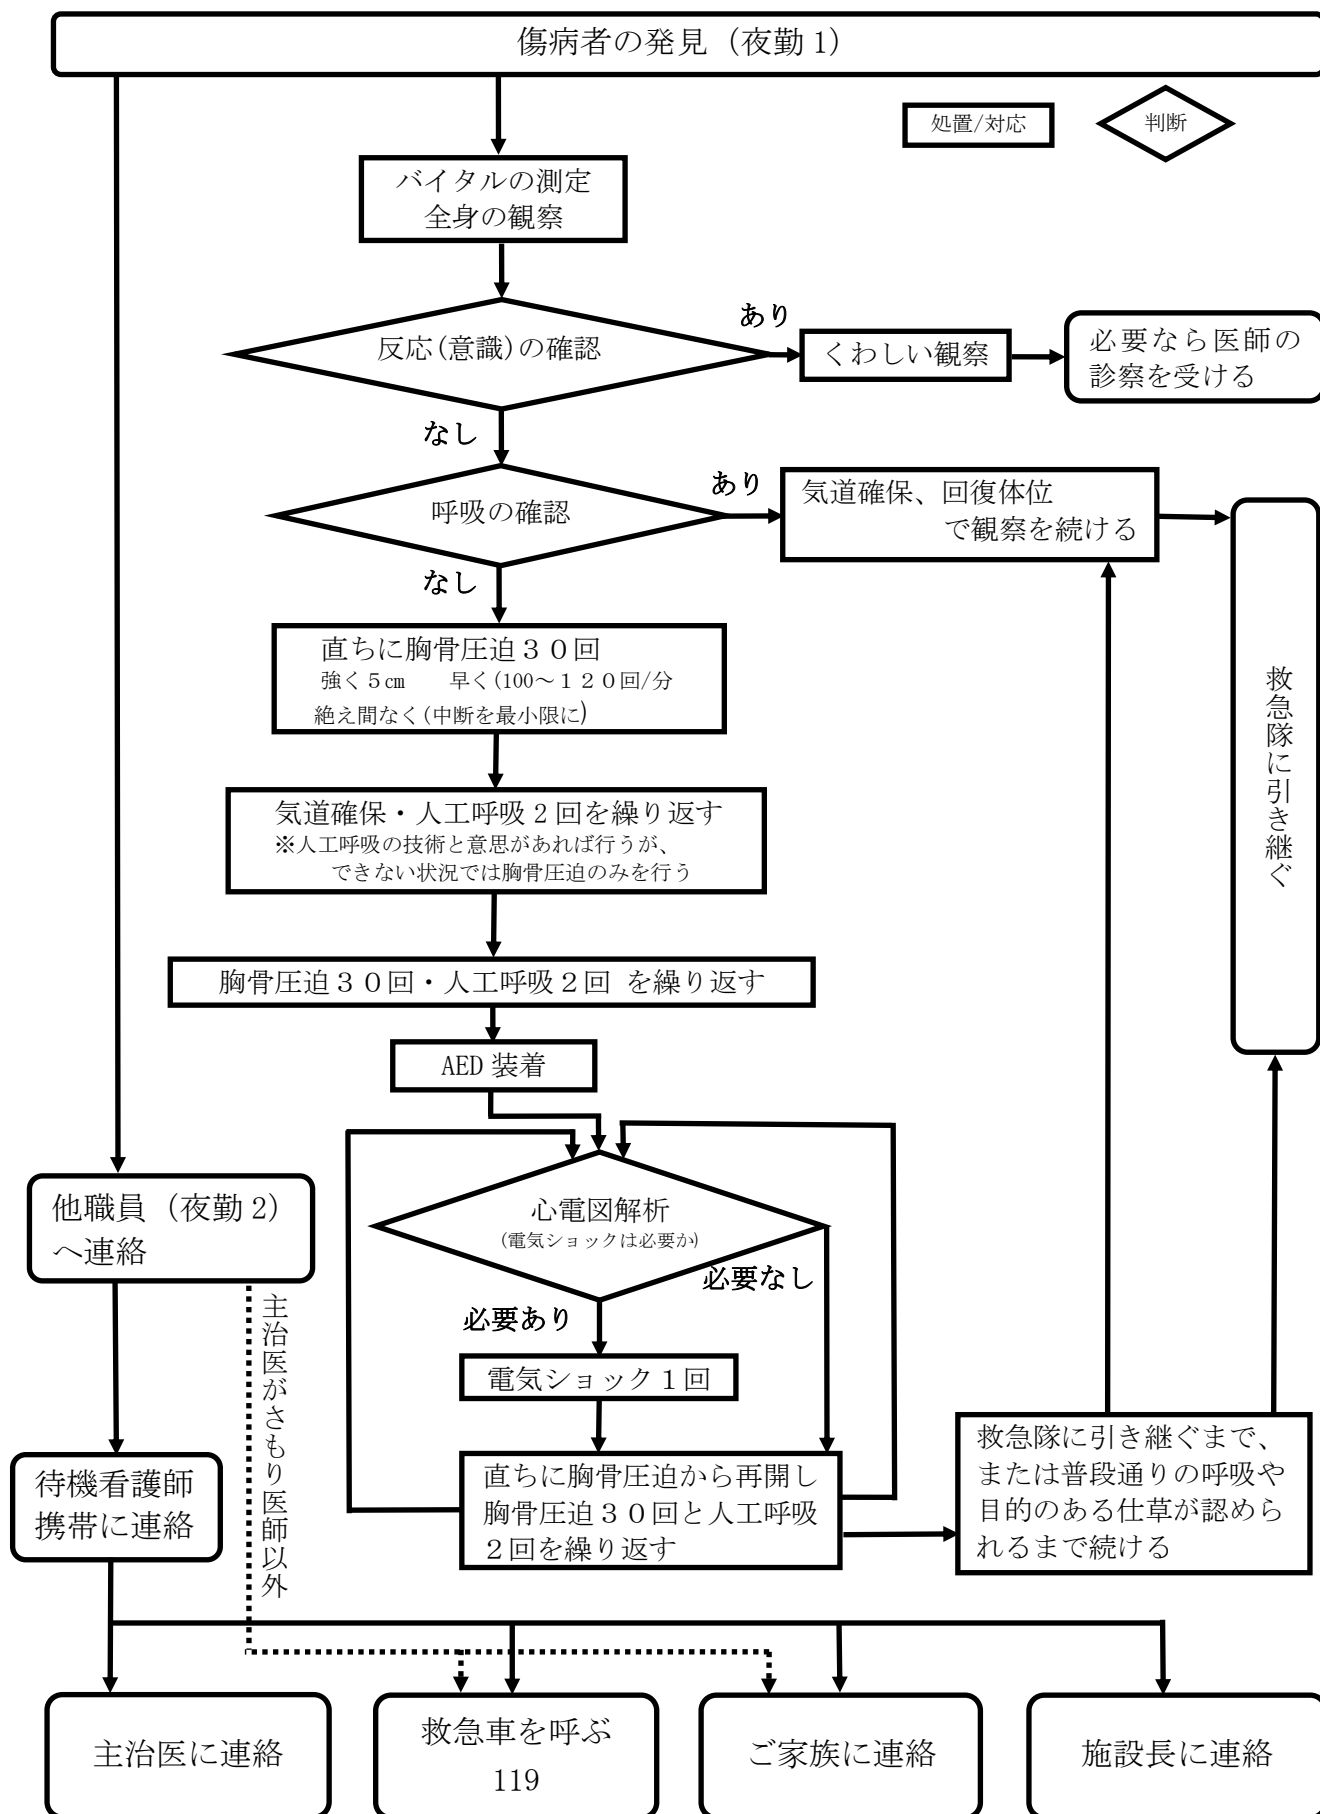 傷病者の発見（夜勤1）
処置/対応
判断
バイタルの測定
全身の観察
反応(意識)の確認
あり
くわしい観察
必要なら医師の
診察を受ける
なし
呼吸の確認
あり
気道確保、回復体位
で観察を続ける
なし
直ちに胸骨圧迫３０回
強く５㎝　早く(100～１２０回/分
絶え間なく(中断を最小限に)
救急隊に引き継ぐ
気道確保・人工呼吸２回を繰り返す
※人工呼吸の技術と意思があれば行うが、
できない状況では胸骨圧迫のみを行う
胸骨圧迫３０回・人工呼吸２回 を繰り返す
AED 装着
他職員（夜勤2）
へ連絡
心電図解析
(電気ショックは必要か)
必要なし
必要あり
主治医がさもり医師以外
電気ショック１回
待機看護師
携帯に連絡
直ちに胸骨圧迫から再開し
胸骨圧迫３０回と人工呼吸
２回を繰り返す
救急隊に引き継ぐまで、
または普段通りの呼吸や
目的のある仕草が認めら
れるまで続ける
主治医に連絡
救急車を呼ぶ
119
ご家族に連絡
施設長に連絡